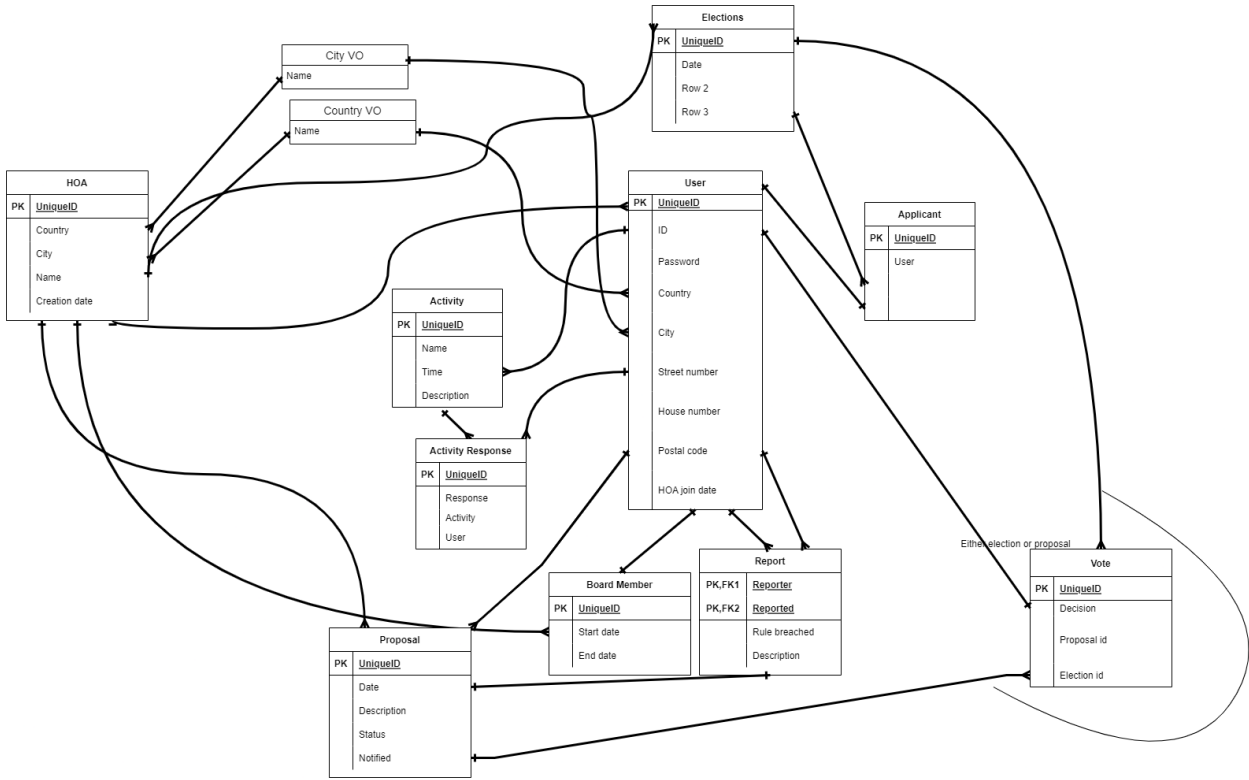 Elections
PK UniqueID
Date
Row 2
Row 3
City VO
Name
Country VO
Name
HOA
PK UniqueID
Country
City
Name
Creation date
User
PK UniqueID
ID
Password
Country
City
Street number
House number
Postal code
HOA join date
Applicant
PK UniqueID
User
Activity
PK UniqueID
Name
Time
Description
Activity Response
PK UniqueID
Response
Activity
User
Either election or proposal
Vote
PK UniqueID
Decision
Proposal id
Election id
Report
PK,FK1 Reporter
PK,FK2 Reported
Rule breached
Description
Board Member
PK UniqueID
Start date
End date
Proposal
PK UniqueID
Date
Description
Status
Notified